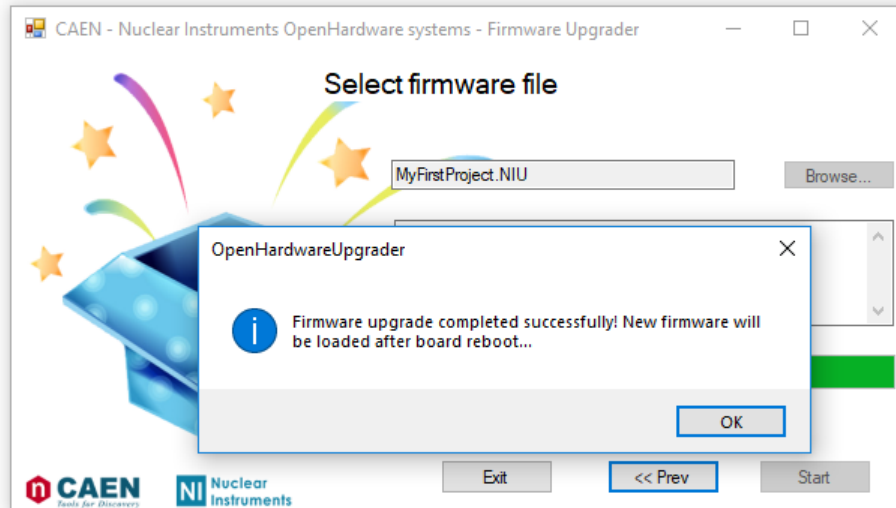 CAEN - Nuclear Instruments OpenHardware systems - Firmware Upgrader
Select firmware file
MyFirstProject.NIU
Browse...
OpenHardwareUpgrader
Firmware upgrade completed successfully! New firmware will
be loaded after board reboot...
OK
Exit
<< Prev
Start
n CAEN
Tools for Discovery
NI Nuclear
Instruments